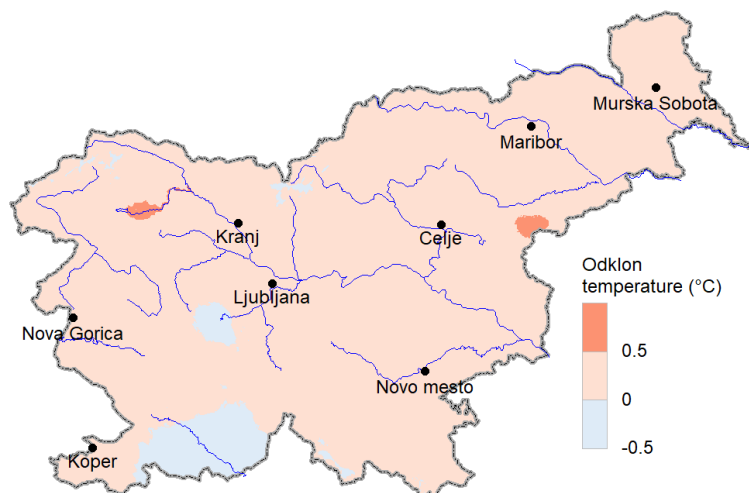 Murska Sobota
Maribor
Kranj
Celje
Ljubljana
Nova Gorica
Novo mesto
Koper
Odklon
temperature (°C)
0.5
0
-0.5